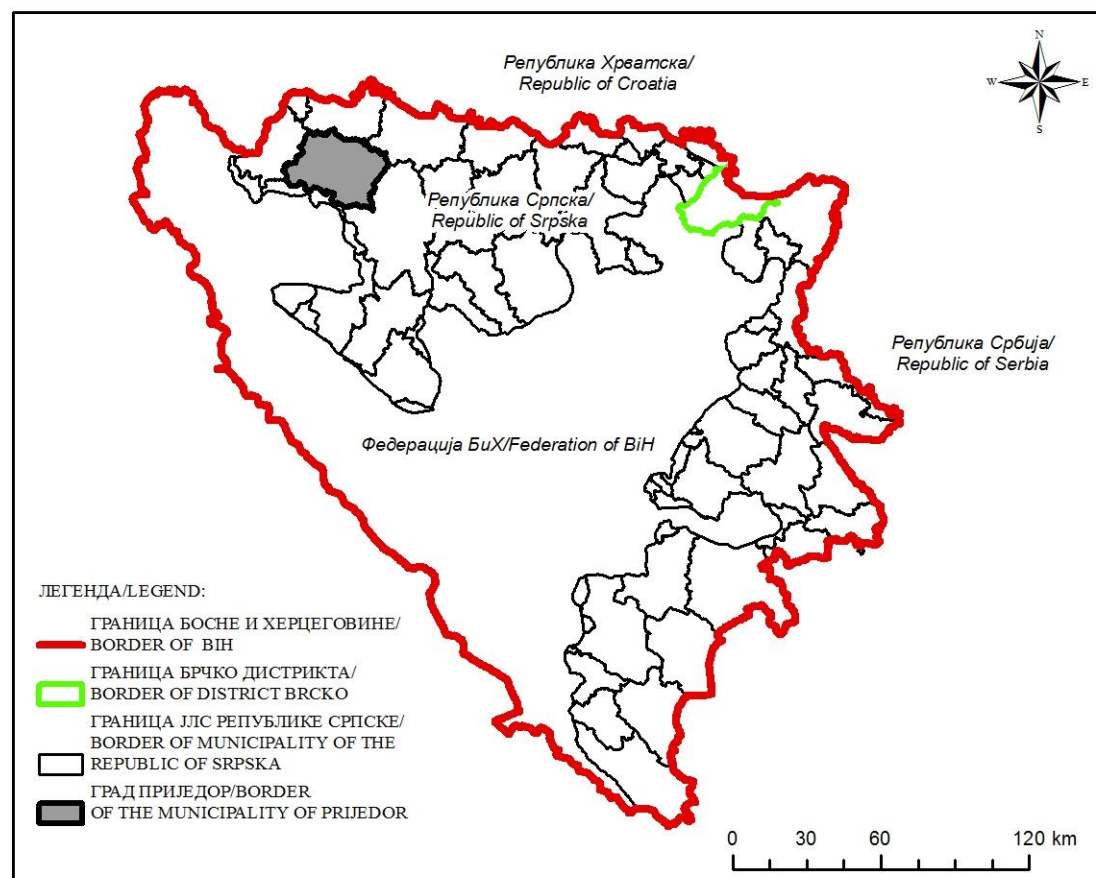 Република Хрватска/
Republic of Croatia
N
W
E
S
Република Српска/
Republic of Srpska
Република Србија/
Republic of Serbia
Федерација БиХ/Federation of BiH
ЛЕГЕНДА/LEGEND:
ГРАНИЦА БОСНЕ И ХЕРЦЕГОВИНЕ/
BORDER OF BIH
ГРАНИЦА БРЧКО ДИСТРИКТА/
BORDER OF DISTRICT BRCKO
ГРАНИЦА ЈЛС РЕПУБЛИКЕ СРПСКЕ/
BORDER OF MUNICIPALITY OF THE
REPUBLIC OF SRPSKA
ГРАД ПРИЈЕДОР/BORDER
OF THE MUNICIPALITY OF PRIJEDOR
0 30 60 120 km